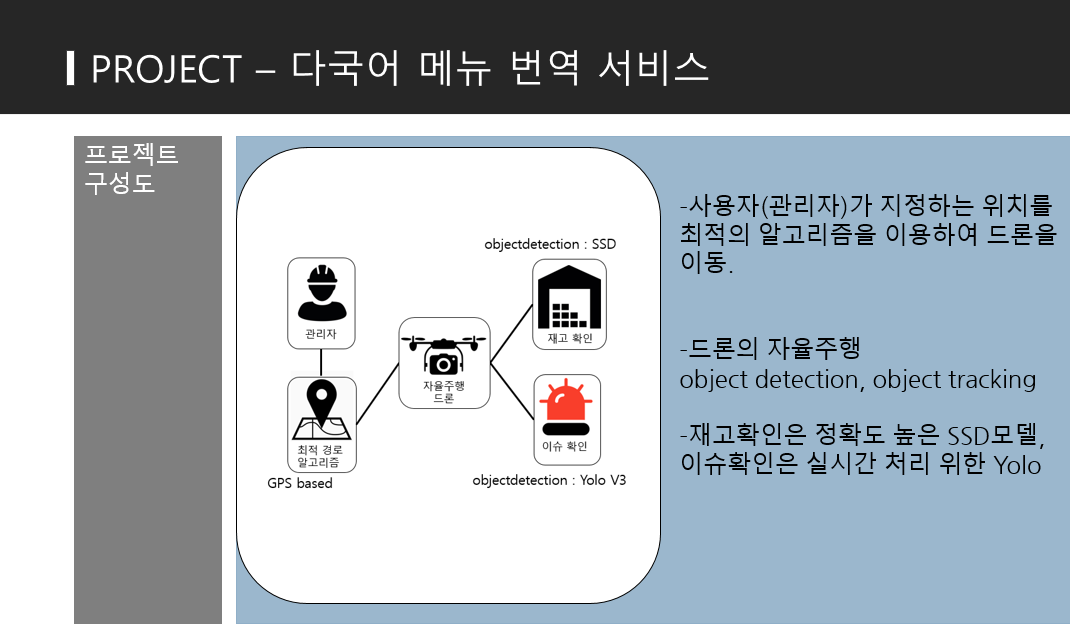 PROJECT – 다국어 메뉴 번역 서비스
프로젝트
구성도
objectdetection : SSD
관리자
재고 확인
자율주행
드론
최적 경로
알고리즘
이슈 확인
GPS based
objectdetection : Yolo V3
-사용자(관리자)가 지정하는 위치를
최적의 알고리즘을 이용하여 드론을
이동.
-드론의 자율주행
object detection, object tracking
-재고확인은 정확도 높은 SSD모델,
이슈확인은 실시간 처리 위한 Yolo